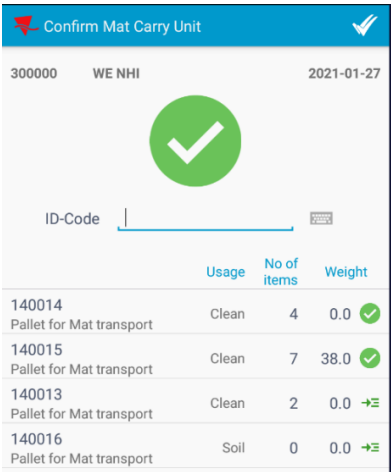 Confirm Mat Carry Unit
300000 WE NHI 2021-01-27
ID-Code
Usage No of items Weight
140014
Pallet for Mat transport Clean 4 0.0
140015
Pallet for Mat transport Clean 7 38.0
140013
Pallet for Mat transport Clean 2 0.0
140016
Pallet for Mat transport Soil 0 0.0